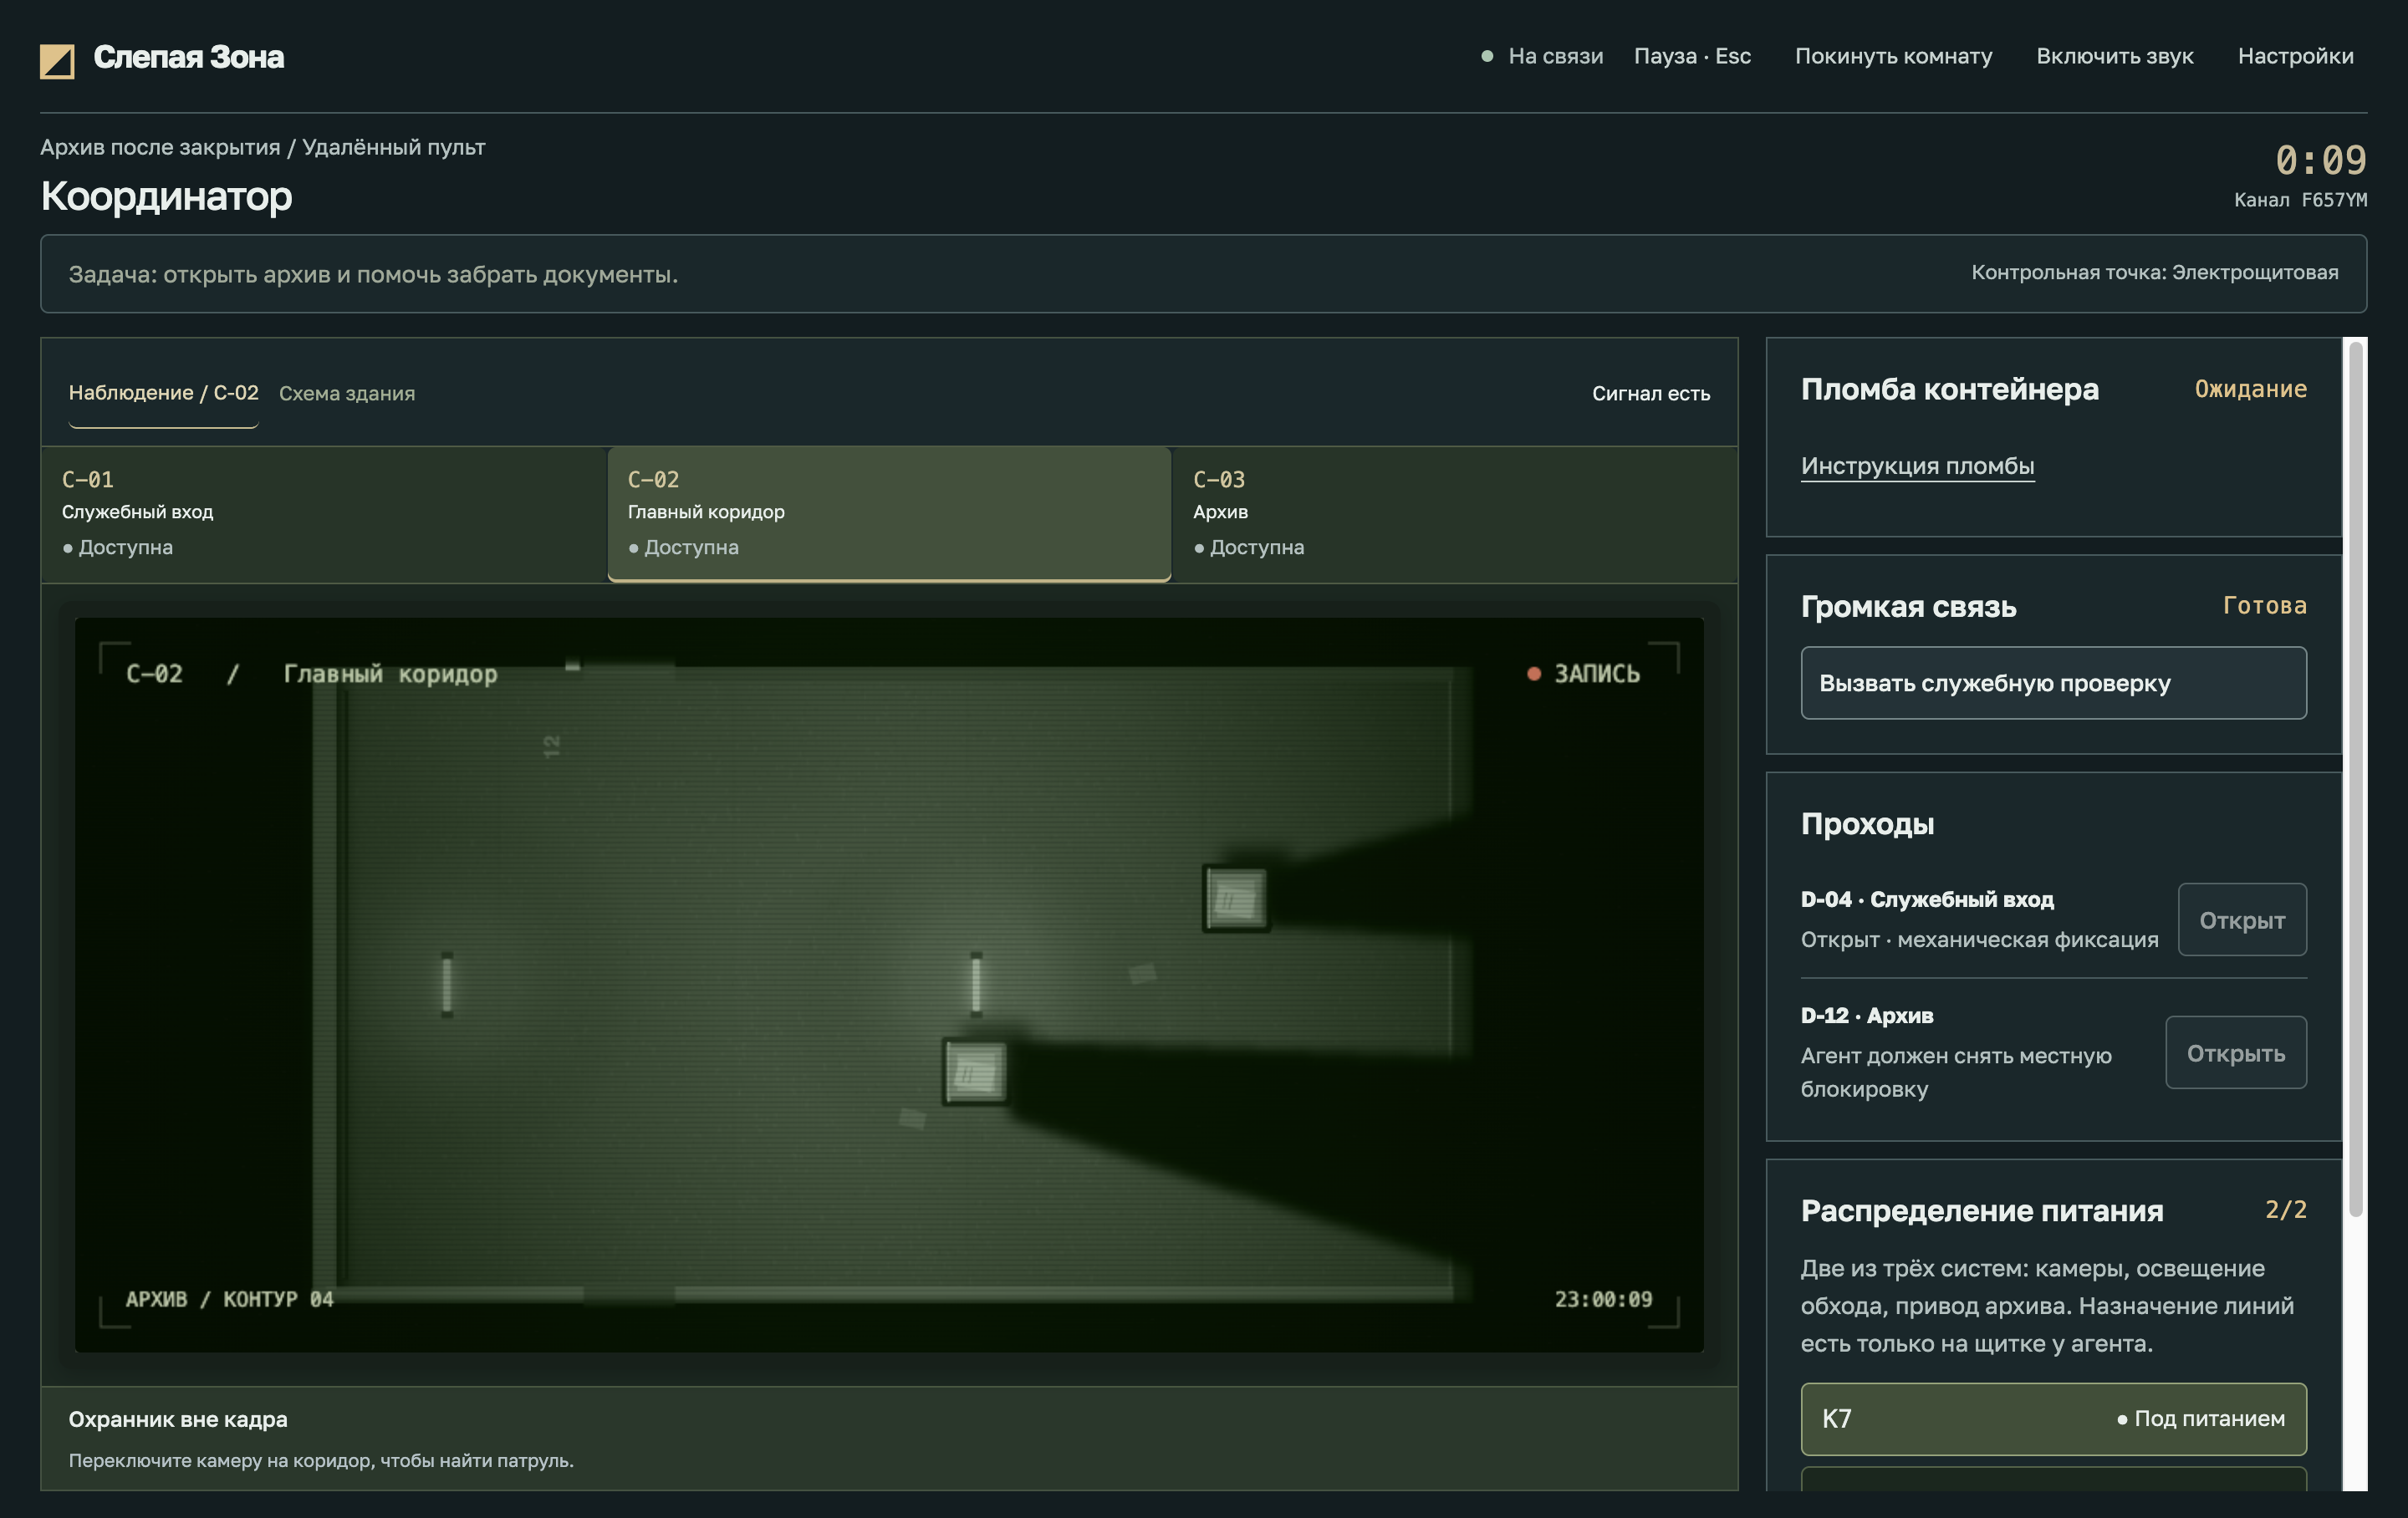 Слепая Зона
На связи
Пауза · Esc
Покинуть комнату
Включить звук
Настройки
Архив после закрытия / Удалённый пульт
Координатор
0:09
Канал F657YM
Задача: открыть архив и помочь забрать документы.
Контрольная точка: Электрощитовая
Наблюдение / C-02
Схема здания
Сигнал есть
C-01
Служебный вход
Доступна
C-02
Главный коридор
Доступна
C-03
Архив
Доступна
C-02 / Главный коридор
ЗАПИСЬ
12
АРХИВ / КОНТУР 04
23:00:09
Охранник вне кадра
Переключите камеру на коридор, чтобы найти патруль.
Пломба контейнера
Ожидание
Инструкция пломбы
Громкая связь
Готова
Вызвать служебную проверку
Проходы
D-04 · Служебный вход
Открыт · механическая фиксация
Открыт
D-12 · Архив
Агент должен снять местную
блокировку
Открыть
Распределение питания
2/2
Две из трёх систем: камеры, освещение
обхода, привод архива. Назначение линий
есть только на щитке у агента.
K7
Под питанием